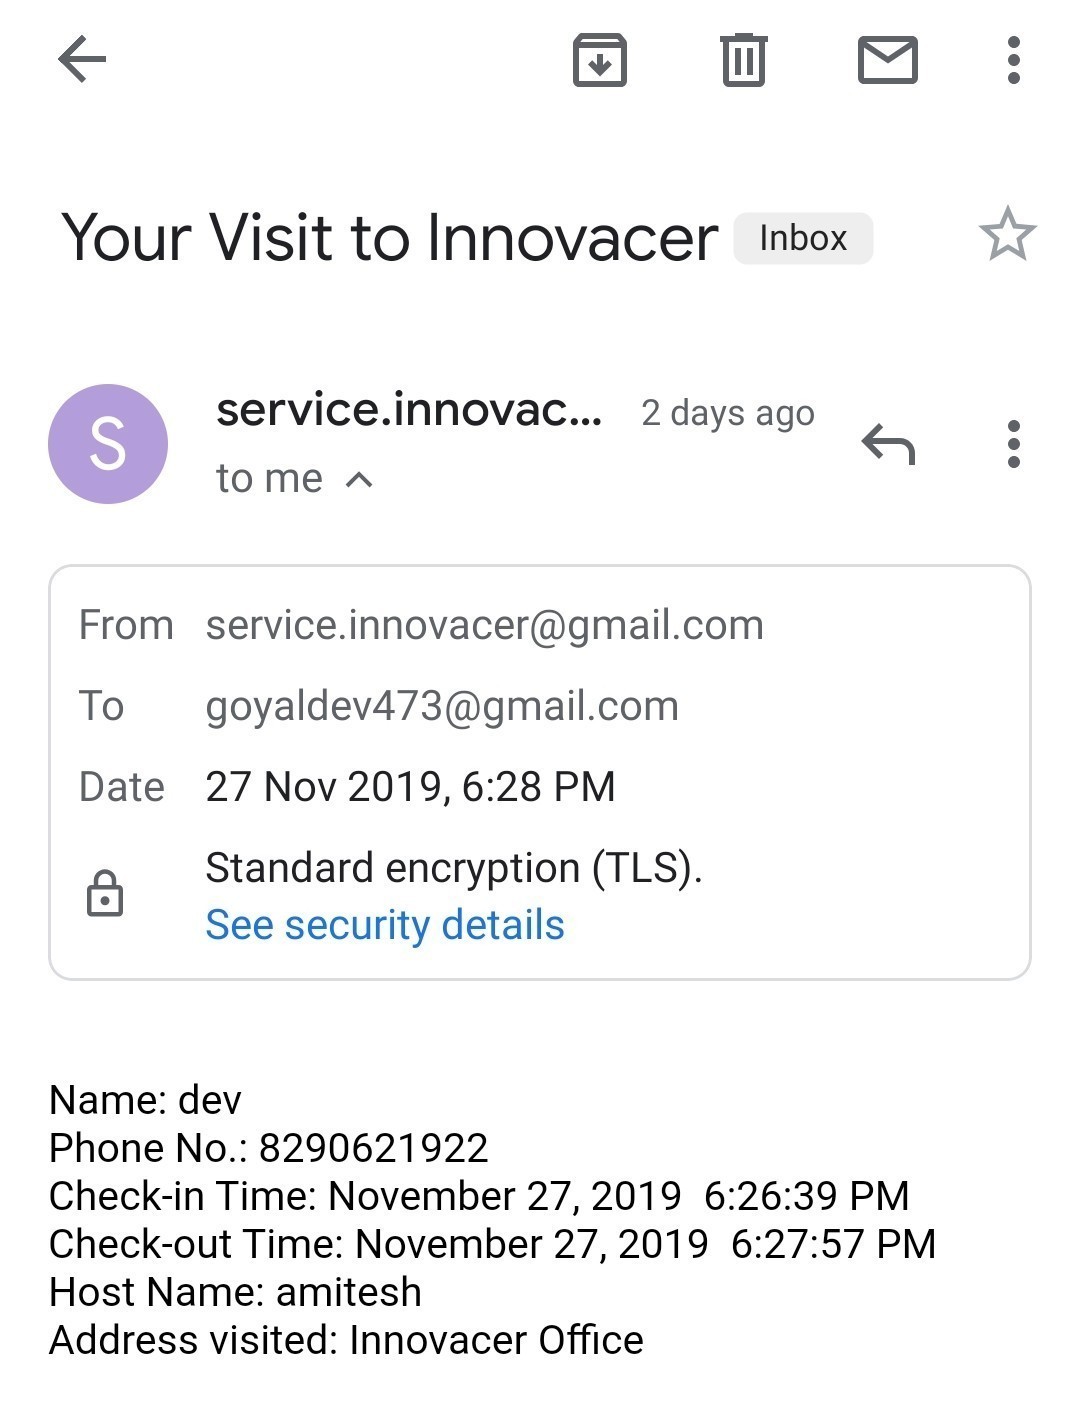 Your Visit to Innovacer Inbox
S
service.innovac... 2 days ago
to me
From service.innovacer@gmail.com
To goyaldev473@gmail.com
Date 27 Nov 2019, 6:28 PM
Standard encryption (TLS).
See security details
Name: dev
Phone No.: 8290621922
Check-in Time: November 27, 2019  6:26:39 PM
Check-out Time: November 27, 2019  6:27:57 PM
Host Name: amitesh
Address visited: Innovacer Office